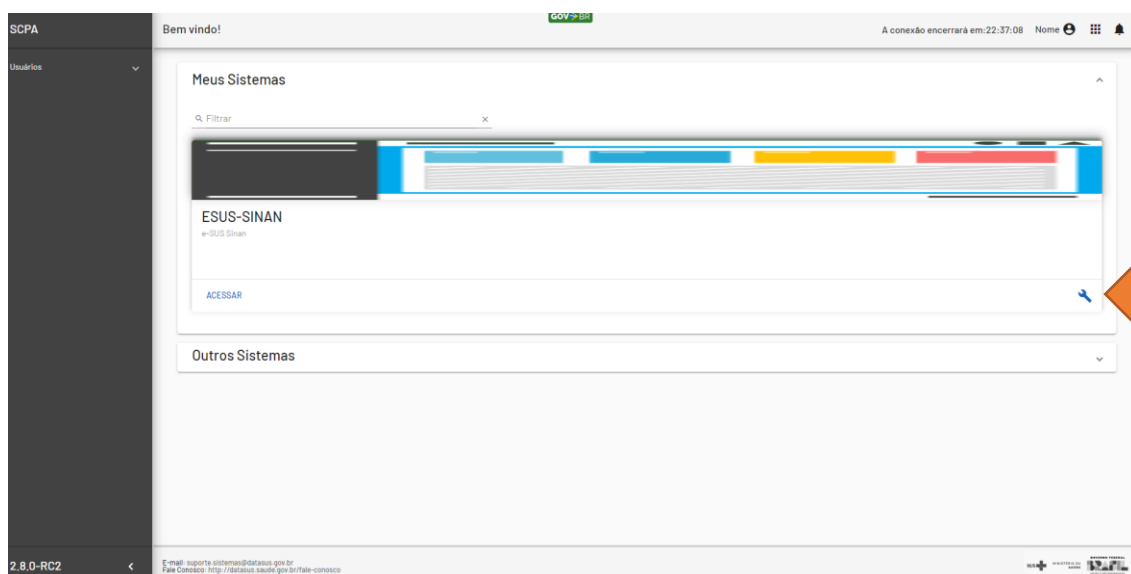 GOV.BR
SCPA
Bem vindo!
A conexão encerrará em:22:37:08 Nome
Usuários
Meus Sistemas
Filtrar
ESUS-SINAN
e-SUS Sinan
ACESSAR
Outros Sistemas
2.8.0-RC2
E-mail: suporte.sistemas@datasus.gov.br
Fale Conosco: http://datasus.saude.gov.br/fale-conosco
SUS